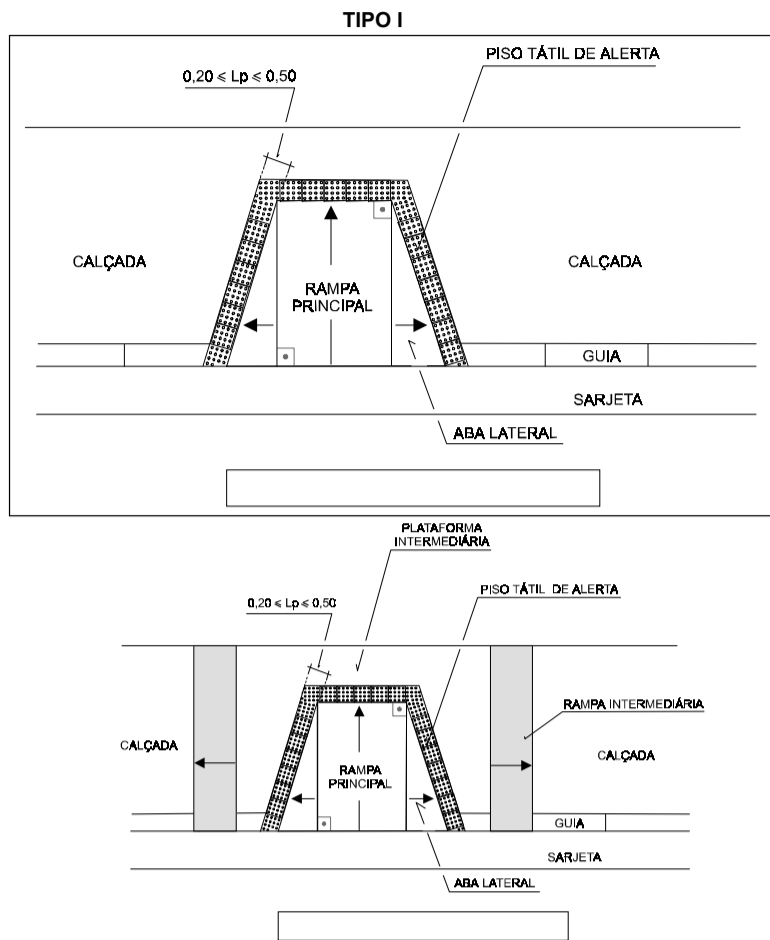 TIPO I
PISO TÁTIL DE ALERTA
0,20 ≤ Lp ≤ 0,50
CALÇADA
CALÇADA
RAMPA
PRINCIPAL
GUIA
SARJETA
ABA LATERAL
PLATAFORMA
INTERMEDIÁRIA
PISO TÁTIL DE ALERTA
0,20 ≤ Lp ≤ 0,50
RAMPA INTERMEDIÁRIA
CALÇADA
CALÇADA
RAMPA
PRINCIPAL
GUIA
SARJETA
ABA LATERAL